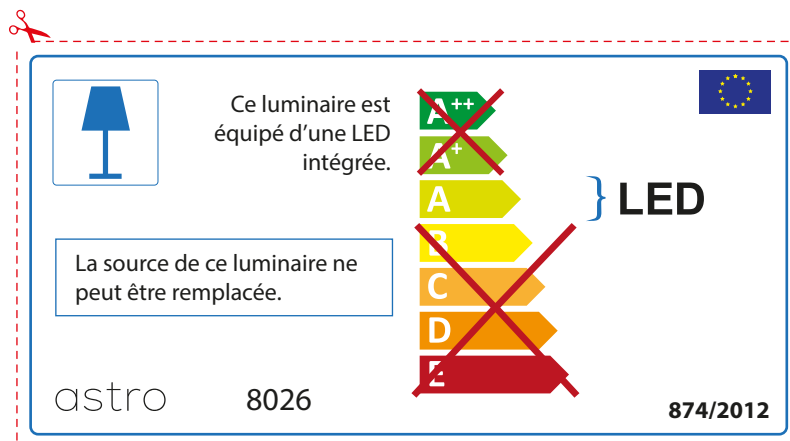 Ce luminaire est
équipé d’une LED
intégrée.
A++
A+
A
B
C
D
E
LED
La source de ce luminaire ne
peut être remplacée.
astro
8026
874/2012